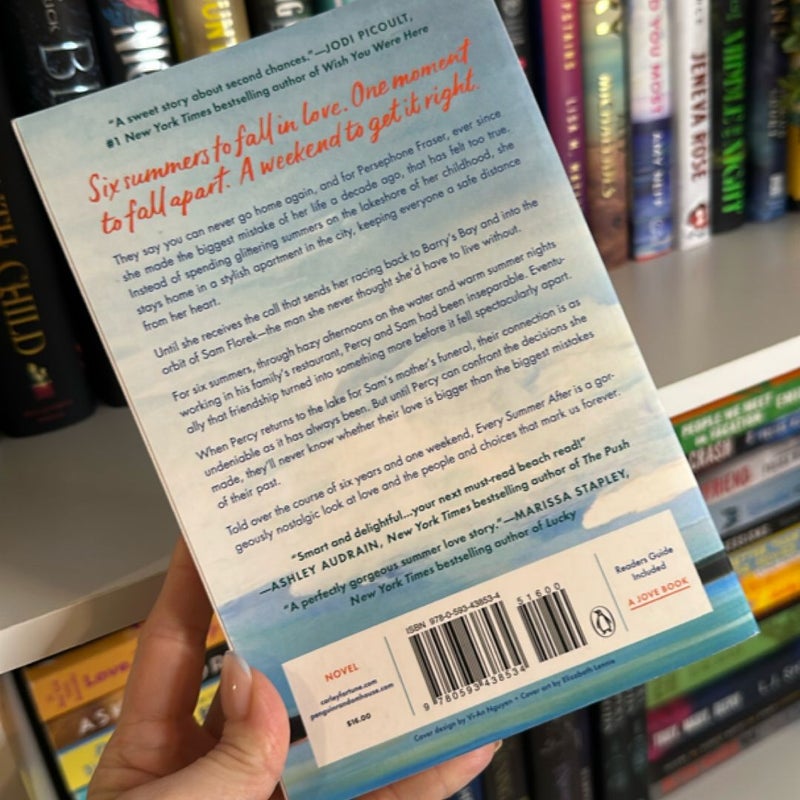 "A sweet story about second chances."—JODI PICOULT,
#1 New York Times bestselling author of Wish You Were Here
Six summers to fall in love. One moment
to fall apart. A weekend to get it right.
They say you can never go home again, and for Persephone Fraser, ever since
she made the biggest mistake of her life a decade ago, that has felt too true.
Instead of spending glittering summers on the lakeshore of her childhood, she
stays home in a stylish apartment in the city, keeping everyone a safe distance
from her heart.
Until she receives the call that sends her racing back to Barry's Bay and into the
orbit of Sam Florek—the man she never thought she'd have to live without.
For six summers, through hazy afternoons on the water and warm summer nights
working in his family's restaurant, Percy and Sam had been inseparable. Eventu-
ally that friendship turned into something more before it fell spectacularly apart.
When Percy returns to the lake for Sam's mother's funeral, their connection is as
undeniable as it has always been. But until Percy can confront the decisions she
made, they'll never know whether their love is bigger than the biggest mistakes
of their past.
Told over the course of six years and one weekend, Every Summer After is a gor-
geously nostalgic look at love and the people and choices that mark us forever.
"Smart and delightful...your next must-read beach read!"
—ASHLEY AUDRAIN, New York Times bestselling author of The Push
"A perfectly gorgeous summer love story."—MARISSA STAPLEY,
New York Times bestselling author of Lucky
NOVEL
carleyfortune.com
penguinrandomhouse.com
$16.00
ISBN 978-0-593-43853-4
51600
9 780593 438534
Readers Guide
Included
A JOVE BOOK
Cover design by Vi-An Nguyen • Cover art by Elizabeth Lennie
CHILD
JENEVA ROSE
PEOPLE WE MEET
IN VACATION
CRASH
Love